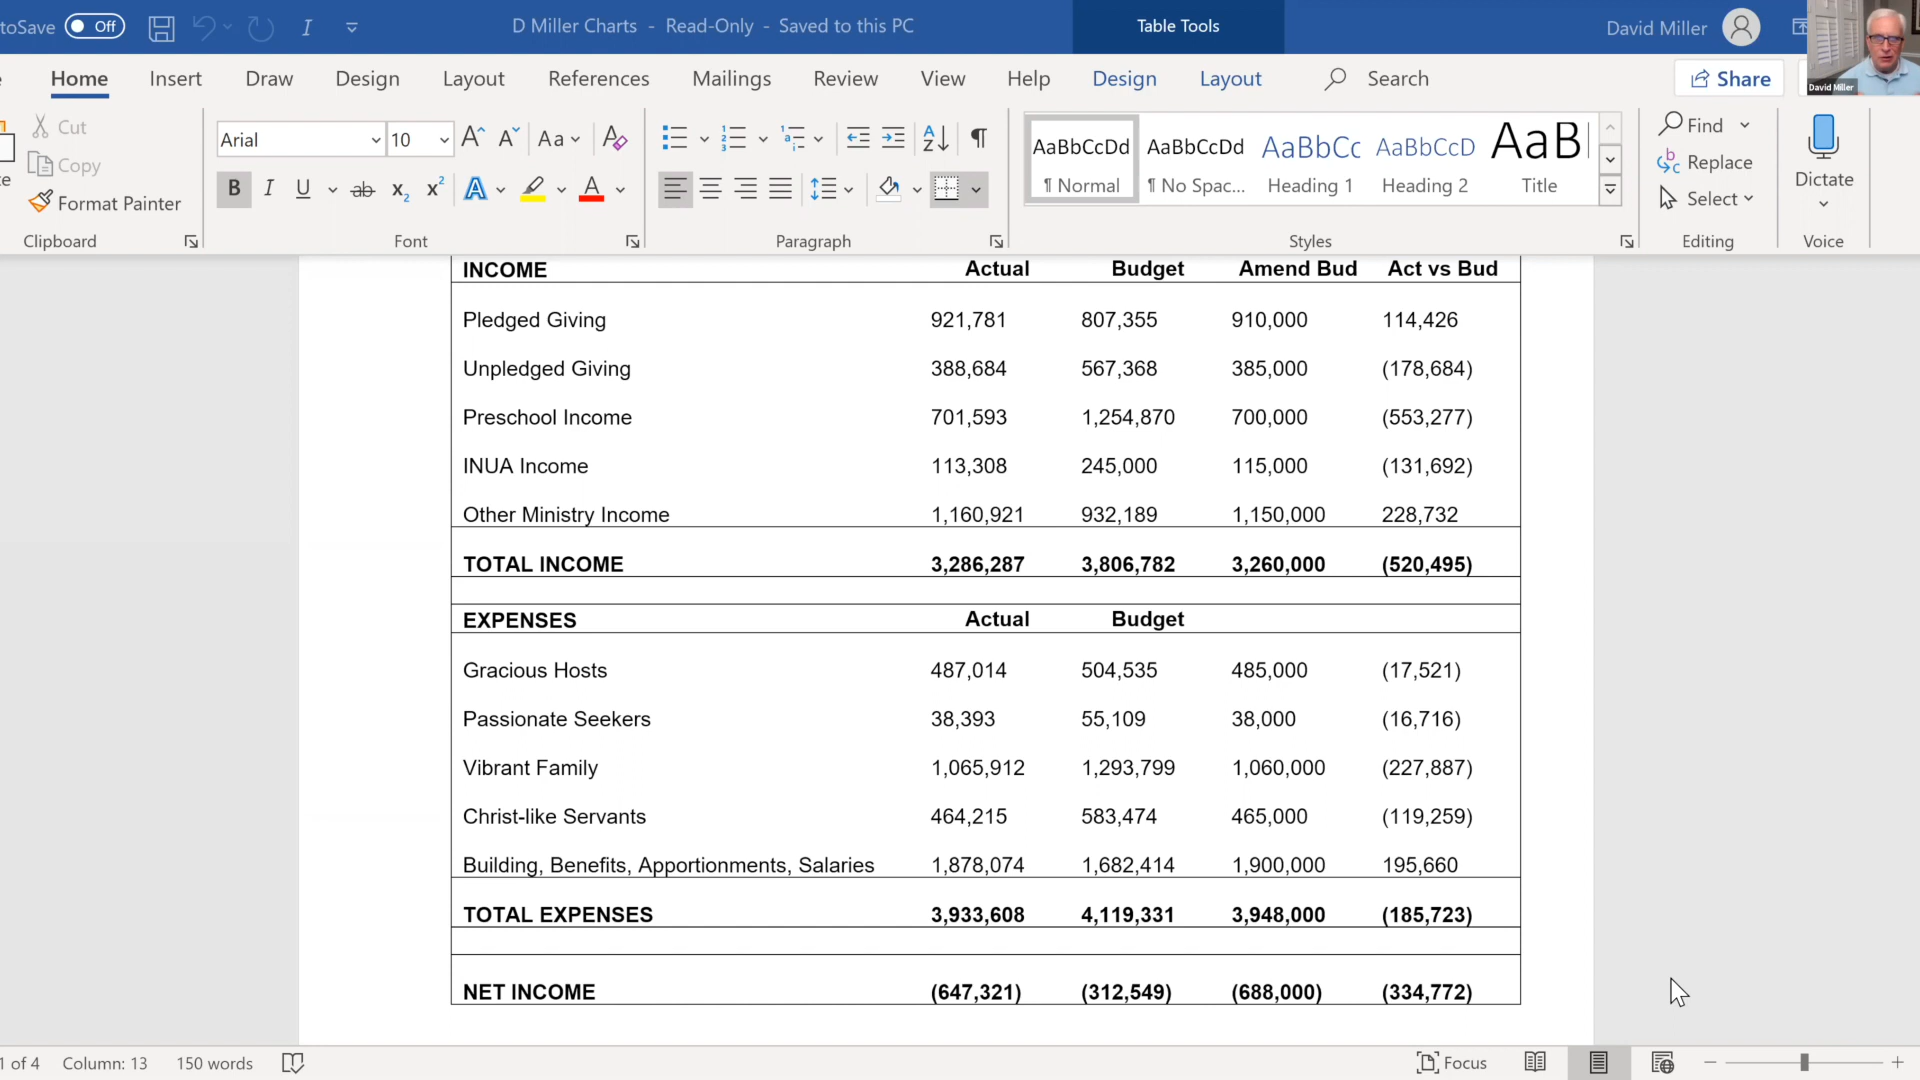 toSave Off D Miller Charts - Read-Only - Saved to this PC Table Tools David Miller
Home Insert Draw Design Layout References Mailings Review View Help Design Layout Search Share
David Miller
Cut
Copy
Format Painter
Clipboard
Arial 10
Font
Paragraph
AaBbCcDd AaBbCcDd AaBbCc AaBbCcD AaB
¶ Normal ¶ No Spac... Heading 1 Heading 2 Title
Styles
Find
Replace
Select
Editing
Dictate
Voice
INCOME Actual Budget Amend Bud Act vs Bud
Pledged Giving 921,781 807,355 910,000 114,426
Unpledged Giving 388,684 567,368 385,000 (178,684)
Preschool Income 701,593 1,254,870 700,000 (553,277)
INUA Income 113,308 245,000 115,000 (131,692)
Other Ministry Income 1,160,921 932,189 1,150,000 228,732
TOTAL INCOME 3,286,287 3,806,782 3,260,000 (520,495)
EXPENSES Actual Budget
Gracious Hosts 487,014 504,535 485,000 (17,521)
Passionate Seekers 38,393 55,109 38,000 (16,716)
Vibrant Family 1,065,912 1,293,799 1,060,000 (227,887)
Christ-like Servants 464,215 583,474 465,000 (119,259)
Building, Benefits, Apportionments, Salaries 1,878,074 1,682,414 1,900,000 195,660
TOTAL EXPENSES 3,933,608 4,119,331 3,948,000 (185,723)
NET INCOME (647,321) (312,549) (688,000) (334,772)
1 of 4 Column: 13 150 words Focus